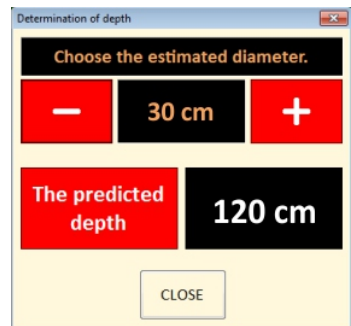 Determination of depth
Choose the estimated diameter.
− 30 cm +
The predicted
depth
120 cm
CLOSE